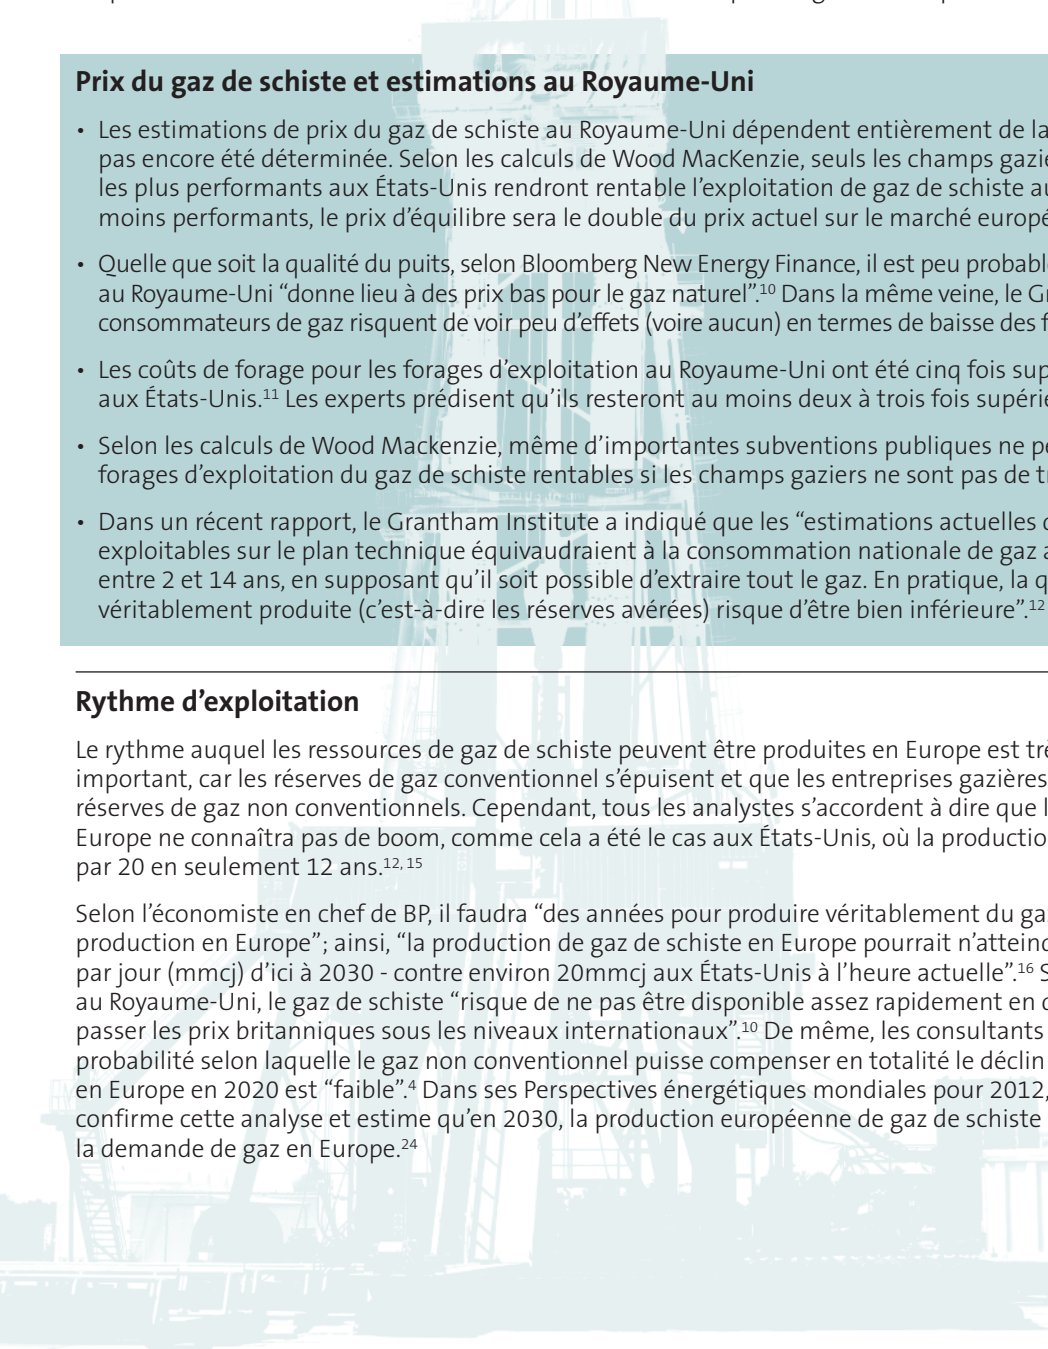 Prix du gaz de schiste et estimations au Royaume-Uni
• Les estimations de prix du gaz de schiste au Royaume-Uni dépendent entièrement de la
pas encore été déterminée. Selon les calculs de Wood MacKenzie, seuls les champs
les plus performants aux États-Unis rendront rentable l’exploitation de gaz de schiste
moins performants, le prix d’équilibre sera le double du prix actuel sur le marché
• Quelle que soit la qualité du puits, selon Bloomberg New Energy Finance, il est peu probable
au Royaume-Uni “donne lieu à des prix bas pour le gaz naturel”.10 Dans la même veine, le
consommateurs de gaz risquent de voir peu d’effets (voire aucun) en termes de baisse des
• Les coûts de forage pour les forages d’exploitation au Royaume-Uni ont été cinq fois
aux États-Unis.11 Les experts prédisent qu’ils resteront au moins deux à trois fois
• Selon les calculs de Wood Mackenzie, même d’importantes subventions publiques ne
forages d’exploitation du gaz de schiste rentables si les champs gaziers ne sont pas de
• Dans un récent rapport, le Grantham Institute a indiqué que les “estimations actuelles
exploitables sur le plan technique équivaudraient à la consommation nationale de gaz
entre 2 et 14 ans, en supposant qu’il soit possible d’extraire tout le gaz. En pratique, la
véritablement produite (c’est-à-dire les réserves avérées) risque d’être bien inférieure”.12
Rythme d’exploitation
Le rythme auquel les ressources de gaz de schiste peuvent être produites en Europe est
important, car les réserves de gaz conventionnel s’épuisent et que les entreprises gazières
réserves de gaz non conventionnels. Cependant, tous les analystes s’accordent à dire que
Europe ne connaîtra pas de boom, comme cela a été le cas aux États-Unis, où la
par 20 en seulement 12 ans.12, 15
Selon l’économiste en chef de BP, il faudra “des années pour produire véritablement du
production en Europe”; ainsi, “la production de gaz de schiste en Europe pourrait
par jour (mmcj) d’ici à 2030 - contre environ 20mmcj aux États-Unis à l’heure actuelle”.16
au Royaume-Uni, le gaz de schiste “risque de ne pas être disponible assez rapidement en
passer les prix britanniques sous les niveaux internationaux”.10 De même, les consultants
probabilité selon laquelle le gaz non conventionnel puisse compenser en totalité le déclin
en Europe en 2020 est “faible”.4 Dans ses Perspectives énergétiques mondiales pour 2012,
confirme cette analyse et estime qu’en 2030, la production européenne de gaz de schiste
la demande de gaz en Europe.24